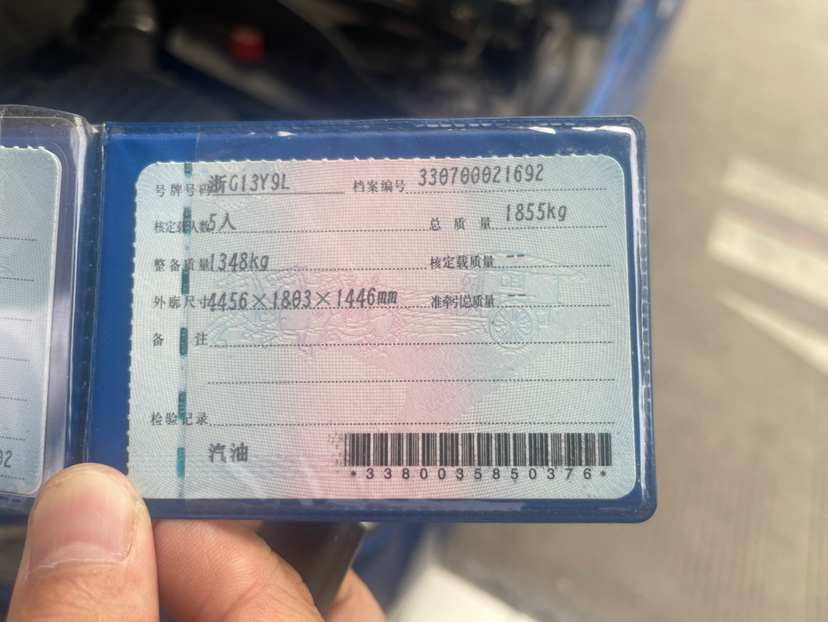 号牌号码 浙G13Y9L 档案编号 330700021692
核定载人数 5人 总质量 1855kg
整备质量 1348kg 核定载质量 --
外廓尺寸 4456×1803×1446mm 准牵引总质量 --
备注
检验记录
汽油
*3380035850376*
02